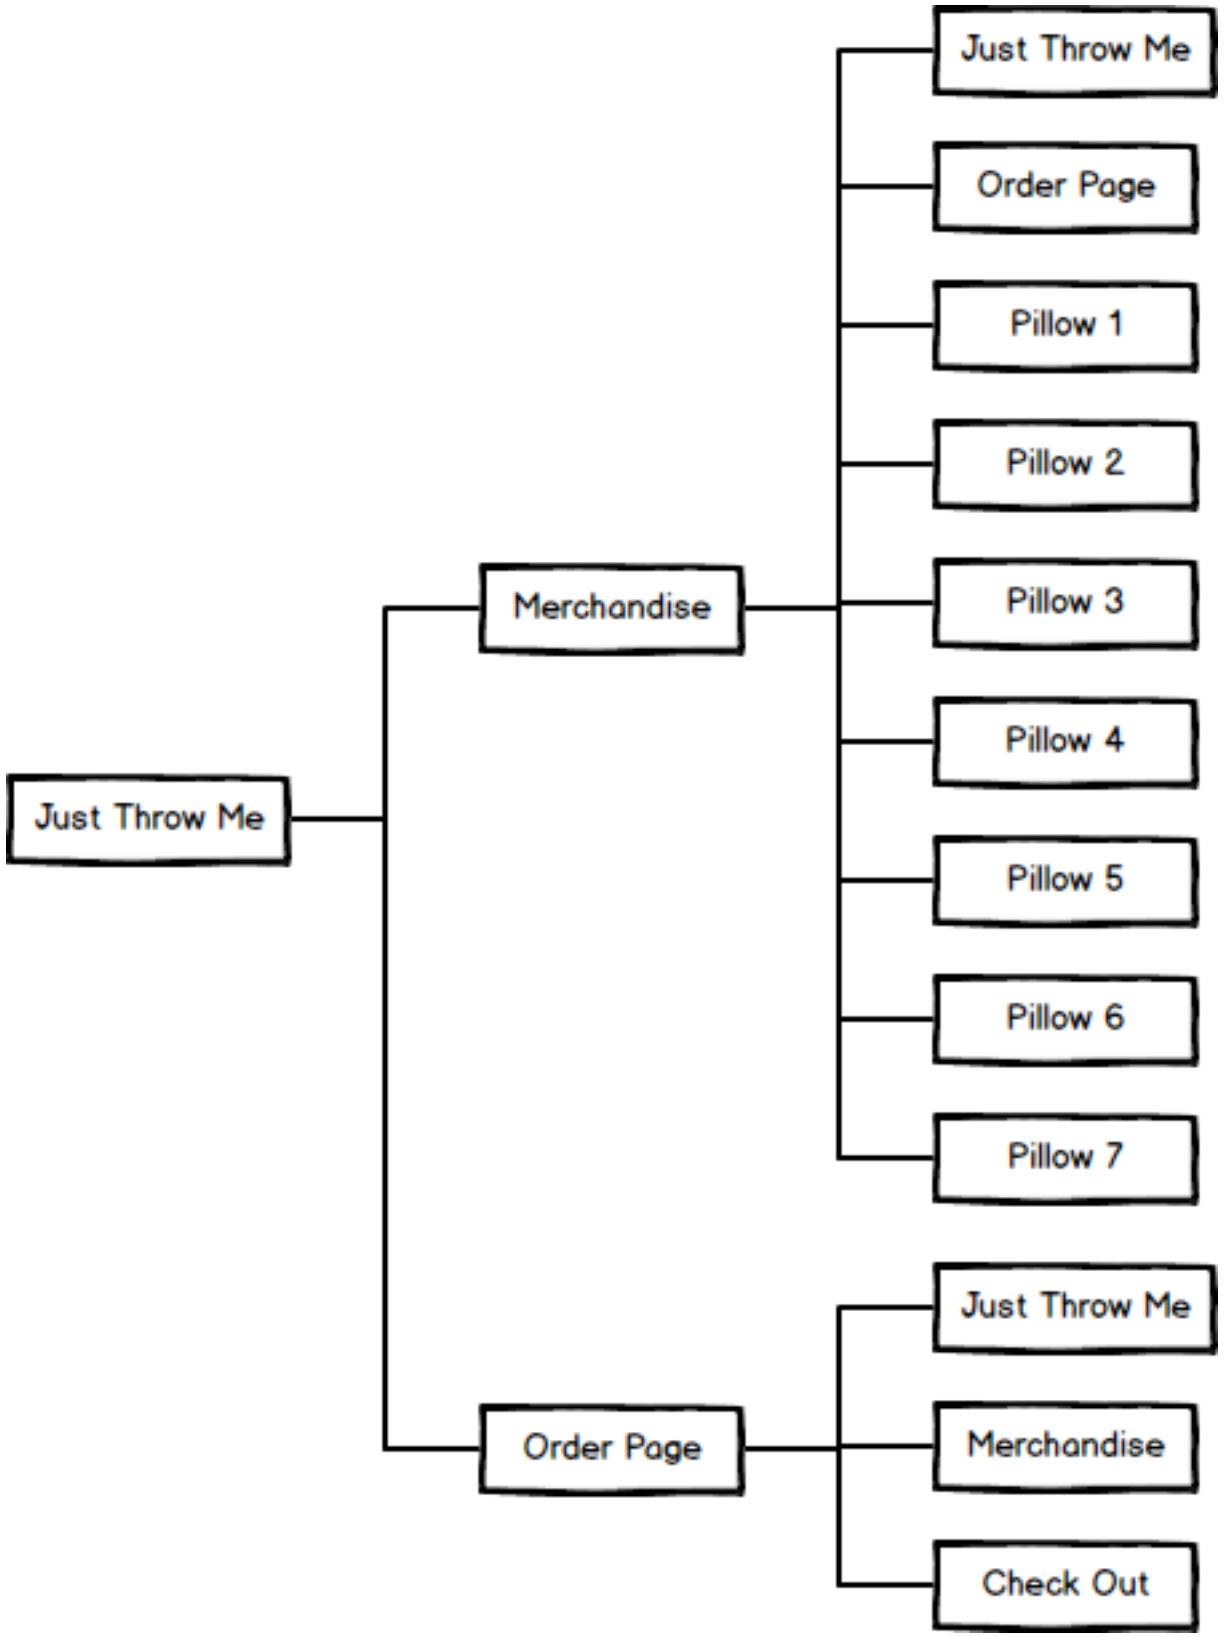 Just Throw Me
Merchandise
Just Throw Me
Order Page
Pillow 1
Pillow 2
Pillow 3
Pillow 4
Pillow 5
Pillow 6
Pillow 7
Order Page
Just Throw Me
Merchandise
Check Out